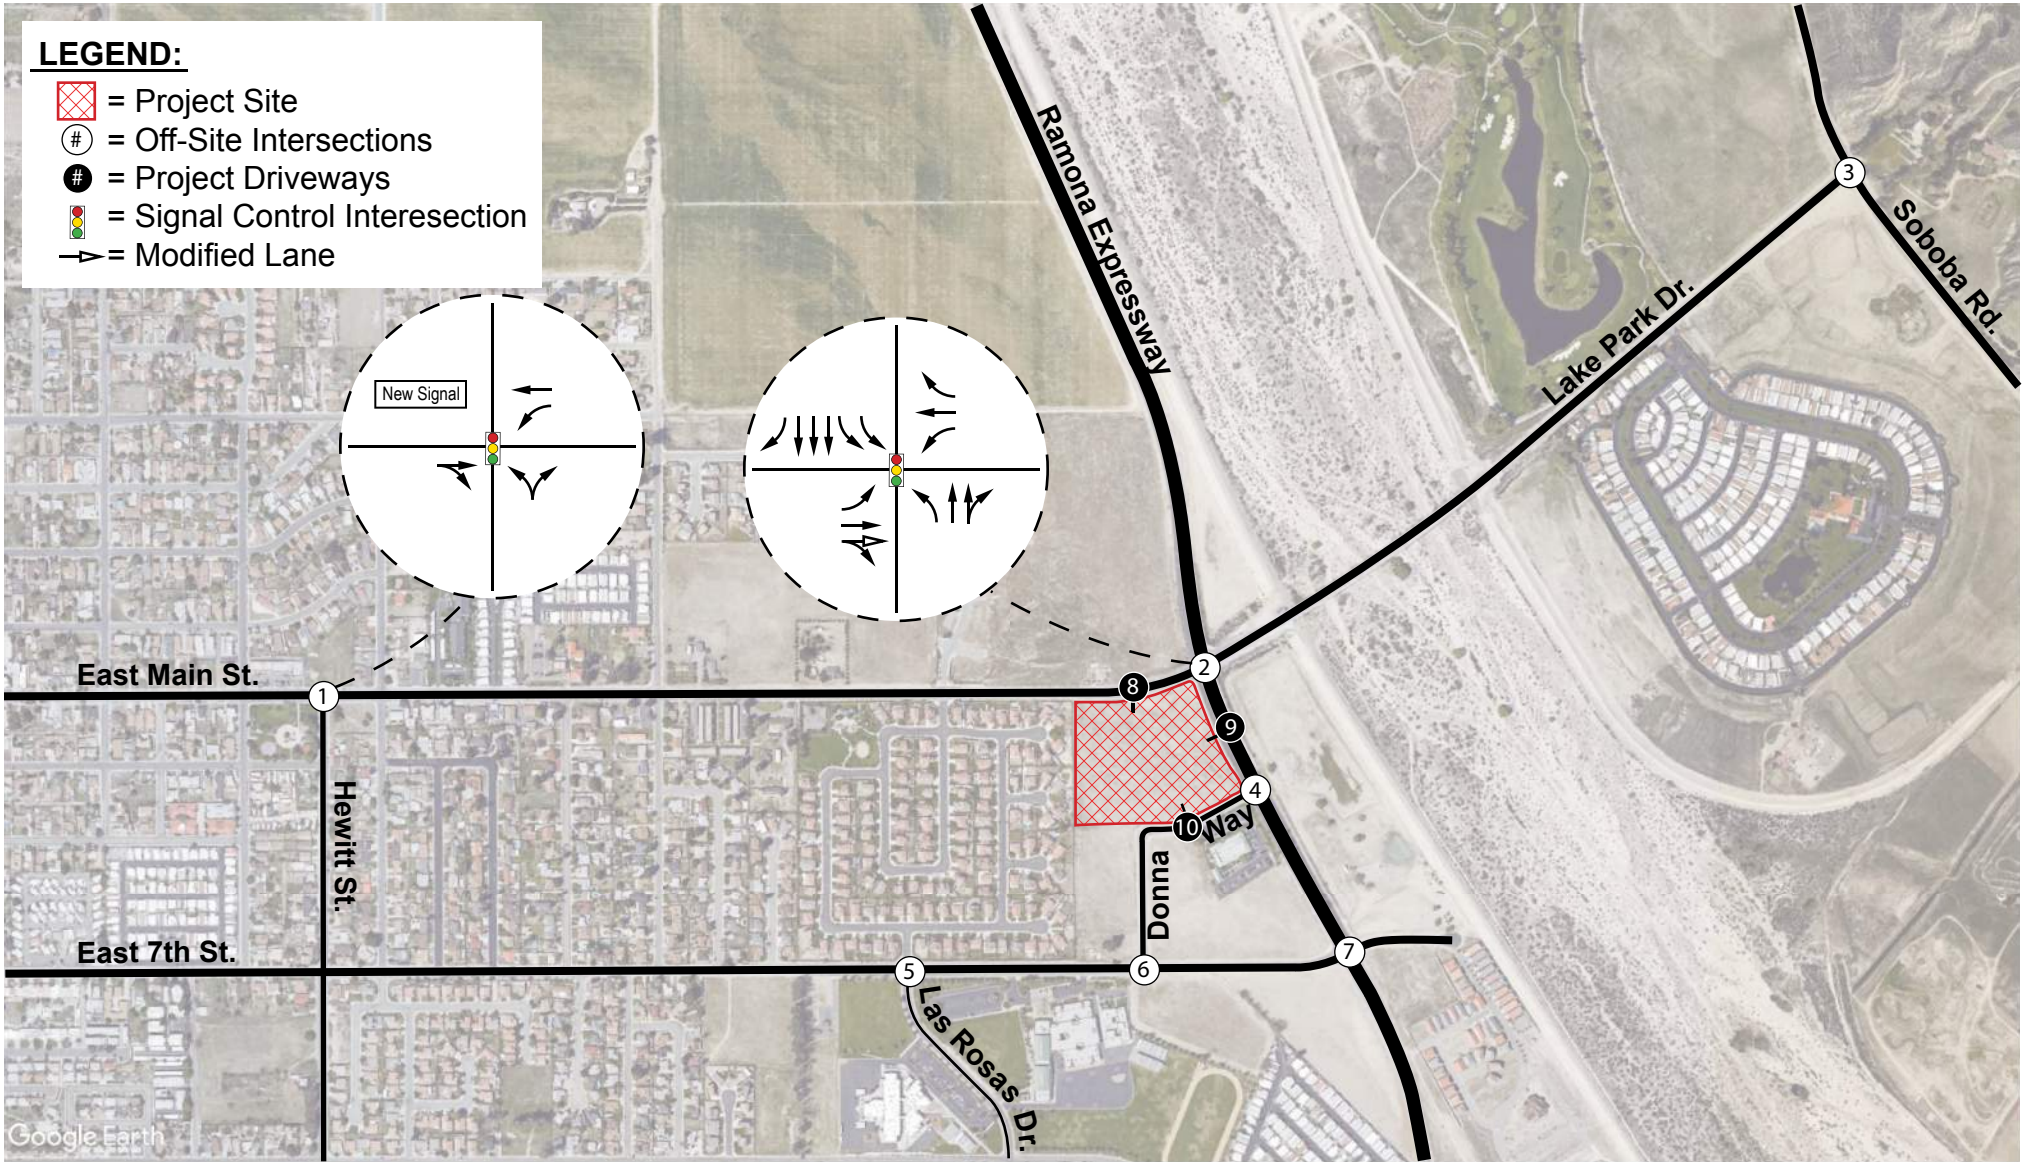 LEGEND:
= Project Site
# = Off-Site Intersections
# = Project Driveways
= Signal Control Interesection
= Modified Lane
New Signal
Ramona Expressway
Lake Park Dr.
Soboba Rd.
3
2
East Main St.
1
8
9
4
10
Donna Way
Hewitt St.
East 7th St.
5
6
7
Las Rosas Dr.
Google Earth